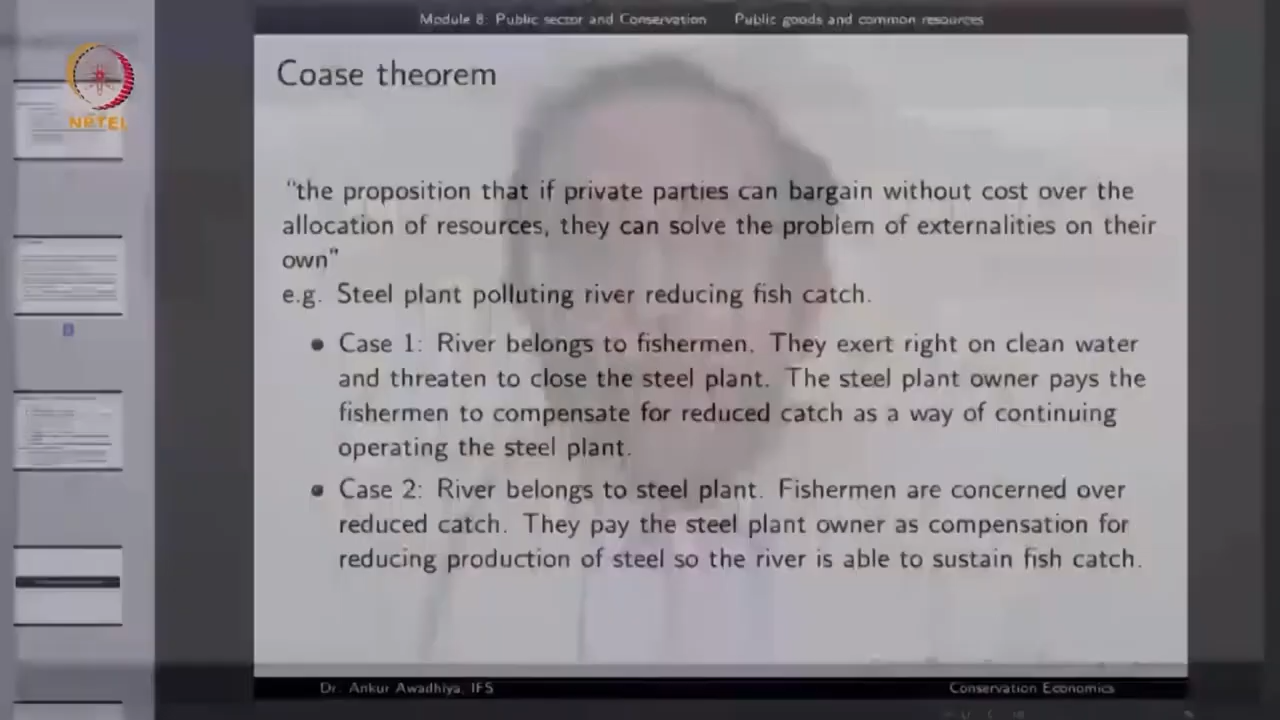 Module 8: Public sector and Conservation Public goods and common resources
NPTEL
Coase theorem
"the proposition that if private parties can bargain without cost over the
allocation of resources, they can solve the problem of externalities on their
own"
e.g. Steel plant polluting river reducing fish catch.
• Case 1: River belongs to fishermen. They exert right on clean water
and threaten to close the steel plant. The steel plant owner pays the
fishermen to compensate for reduced catch as a way of continuing
operating the steel plant.
• Case 2: River belongs to steel plant. Fishermen are concerned over
reduced catch. They pay the steel plant owner as compensation for
reducing production of steel so the river is able to sustain fish catch.
Dr. Ankur Awadhiya, IFS Conservation Economics